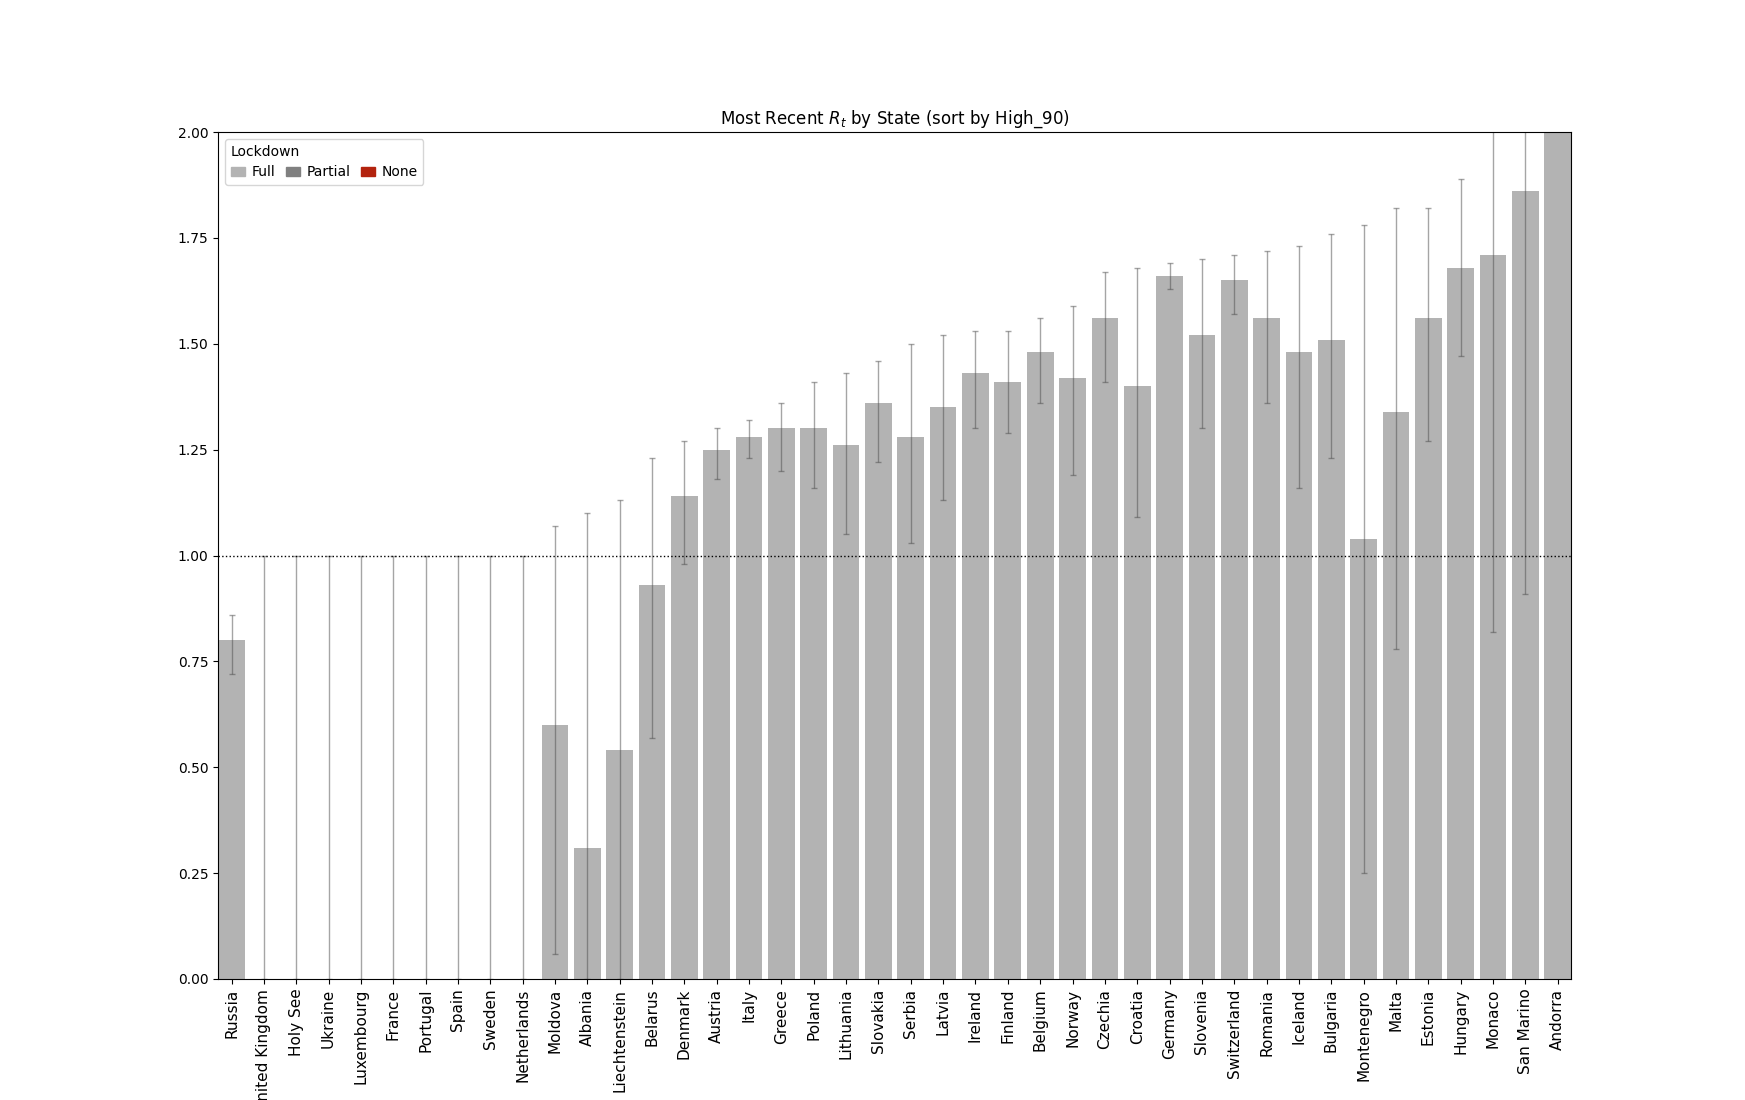 Most Recent R_t by State (sort by High_90)
Lockdown
Full Partial None
2.00
1.75
1.50
1.25
1.00
0.75
0.50
0.25
0.00
Russia
nited Kingdom
Holy See
Ukraine
Luxembourg
France
Portugal
Spain
Sweden
Netherlands
Moldova
Albania
Liechtenstein
Belarus
Denmark
Austria
Italy
Greece
Poland
Lithuania
Slovakia
Serbia
Latvia
Ireland
Finland
Belgium
Norway
Czechia
Croatia
Germany
Slovenia
Switzerland
Romania
Iceland
Bulgaria
Montenegro
Malta
Estonia
Hungary
Monaco
San Marino
Andorra